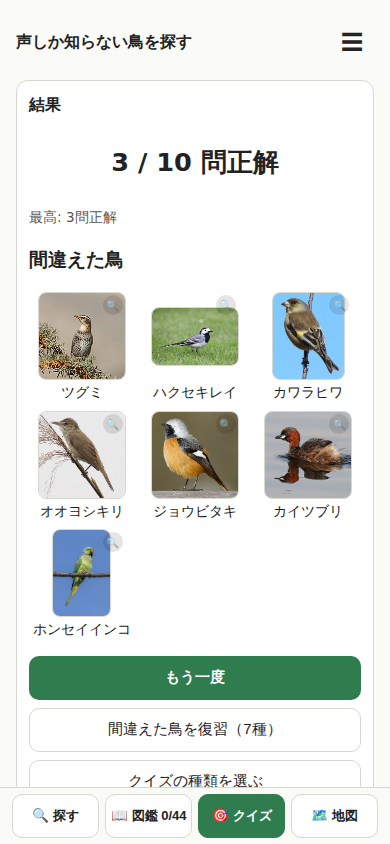 声しか知らない鳥を探す
結果
3 / 10 問正解
最高: 3問正解
間違えた鳥
ツグミ ハクセキレイ カワラヒワ
オオヨシキリ ジョウビタキ カイツブリ
ホンセイインコ
もう一度
間違えた鳥を復習（7種）
クイズの種類を選ぶ
探す 図鑑 0/44 クイズ 地図